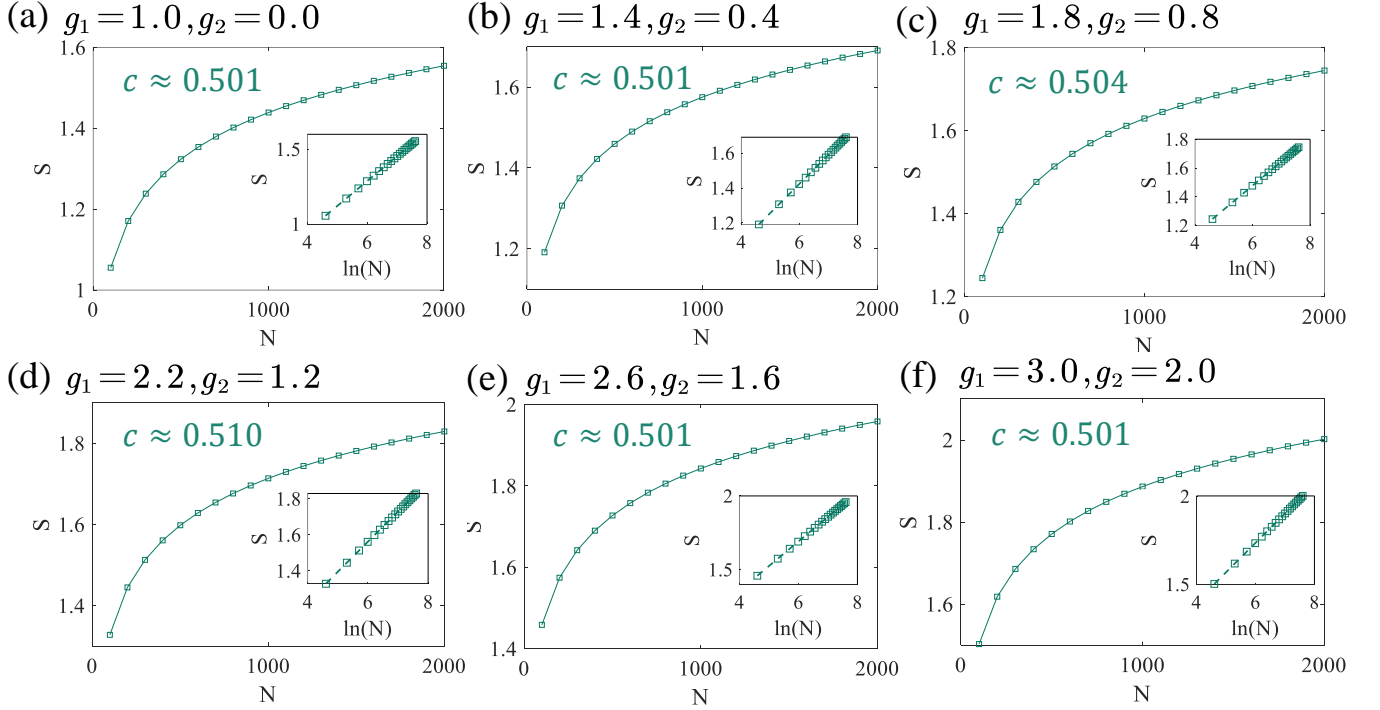 (a) g₁=1.0,g₂=0.0
1.6
1.4
1.2
1
S
c ≈ 0.501
1.5
1
S
4 6 8
ln(N)
0 1000 2000
N
(b) g₁=1.4,g₂=0.4
1.6
1.4
1.2
S
c ≈ 0.501
1.6
1.4
1.2
S
4 6 8
ln(N)
0 1000 2000
N
(c) g₁=1.8,g₂=0.8
1.8
1.6
1.4
1.2
S
c ≈ 0.504
1.8
1.6
1.4
1.2
S
4 6 8
ln(N)
0 1000 2000
N
(d) g₁=2.2,g₂=1.2
1.8
1.6
1.4
S
c ≈ 0.510
1.8
1.6
1.4
S
4 6 8
ln(N)
0 1000 2000
N
(e) g₁=2.6,g₂=1.6
2
1.8
1.6
1.4
S
c ≈ 0.501
2
1.5
S
4 6 8
ln(N)
0 1000 2000
N
(f) g₁=3.0,g₂=2.0
2
1.8
1.6
S
c ≈ 0.501
2
1.5
S
4 6 8
ln(N)
0 1000 2000
N